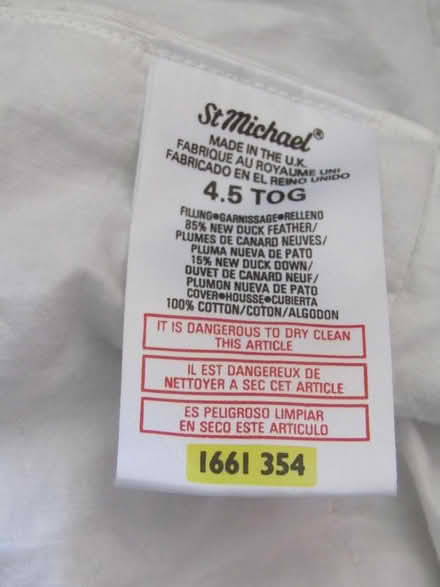 St Michael®
MADE IN THE U.K.
FABRIQUE AU ROYAUME UNI
FABRICADO EN EL REINO UNIDO
4.5 TOG
FILLING●GARNISSAGE●RELLENO
85% NEW DUCK FEATHER/
PLUMES DE CANARD NEUVES/
PLUMA NUEVA DE PATO
15% NEW DUCK DOWN/
DUVET DE CANARD NEUF/
PLUMON NUEVA DE PATO
COVER●HOUSSE●CUBIERTA
100% COTTON/COTON/ALGODON
IT IS DANGEROUS TO DRY CLEAN
THIS ARTICLE
IL EST DANGEREUX DE
NETTOYER A SEC CET ARTICLE
ES PELIGROSO LIMPIAR
EN SECO ESTE ARTICULO
1661 354